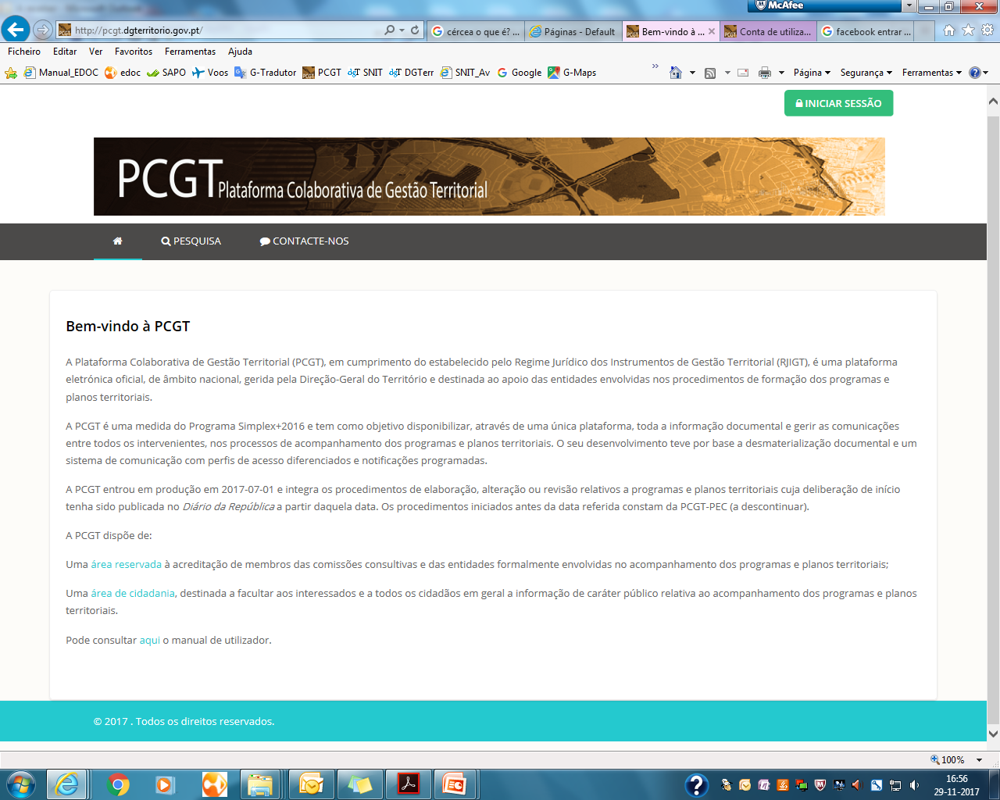 McAfee
http://pcgt.dgterritorio.gov.pt/
cércea o que é? ...
Páginas - Default
Bem-vindo à ...
Conta de utiliza...
facebook entrar ...
Ficheiro Editar Ver Favoritos Ferramentas Ajuda
Manual_EDOC edoc SAPO Voos G-Tradutor PCGT SNIT DGTerr SNIT_Av Google G-Maps » Página Segurança Ferramentas
INICIAR SESSÃO
PCGT Plataforma Colaborativa de Gestão Territorial
PESQUISA CONTACTE-NOS
Bem-vindo à PCGT
A Plataforma Colaborativa de Gestão Territorial (PCGT), em cumprimento do estabelecido pelo Regime Jurídico dos Instrumentos de Gestão Territorial (RJIGT), é uma plataforma
eletrónica oficial, de âmbito nacional, gerida pela Direção-Geral do Território e destinada ao apoio das entidades envolvidas nos procedimentos de formação dos programas e
planos territoriais.
A PCGT é uma medida do Programa Simplex+2016 e tem como objetivo disponibilizar, através de uma única plataforma, toda a informação documental e gerir as comunicações
entre todos os intervenientes, nos processos de acompanhamento dos programas e planos territoriais. O seu desenvolvimento teve por base a desmaterialização documental e um
sistema de comunicação com perfis de acesso diferenciados e notificações programadas.
A PCGT entrou em produção em 2017-07-01 e integra os procedimentos de elaboração, alteração ou revisão relativos a programas e planos territoriais cuja deliberação de início
tenha sido publicada no Diário da República a partir daquela data. Os procedimentos iniciados antes da data referida constam da PCGT-PEC (a descontinuar).
A PCGT dispõe de:
Uma área reservada à acreditação de membros das comissões consultivas e das entidades formalmente envolvidas no acompanhamento dos programas e planos territoriais;
Uma área de cidadania, destinada a facultar aos interessados e a todos os cidadãos em geral a informação de caráter público relativa ao acompanhamento dos programas e planos
territoriais.
Pode consultar aqui o manual de utilizador.
© 2017 . Todos os direitos reservados.
100%
16:56
29-11-2017